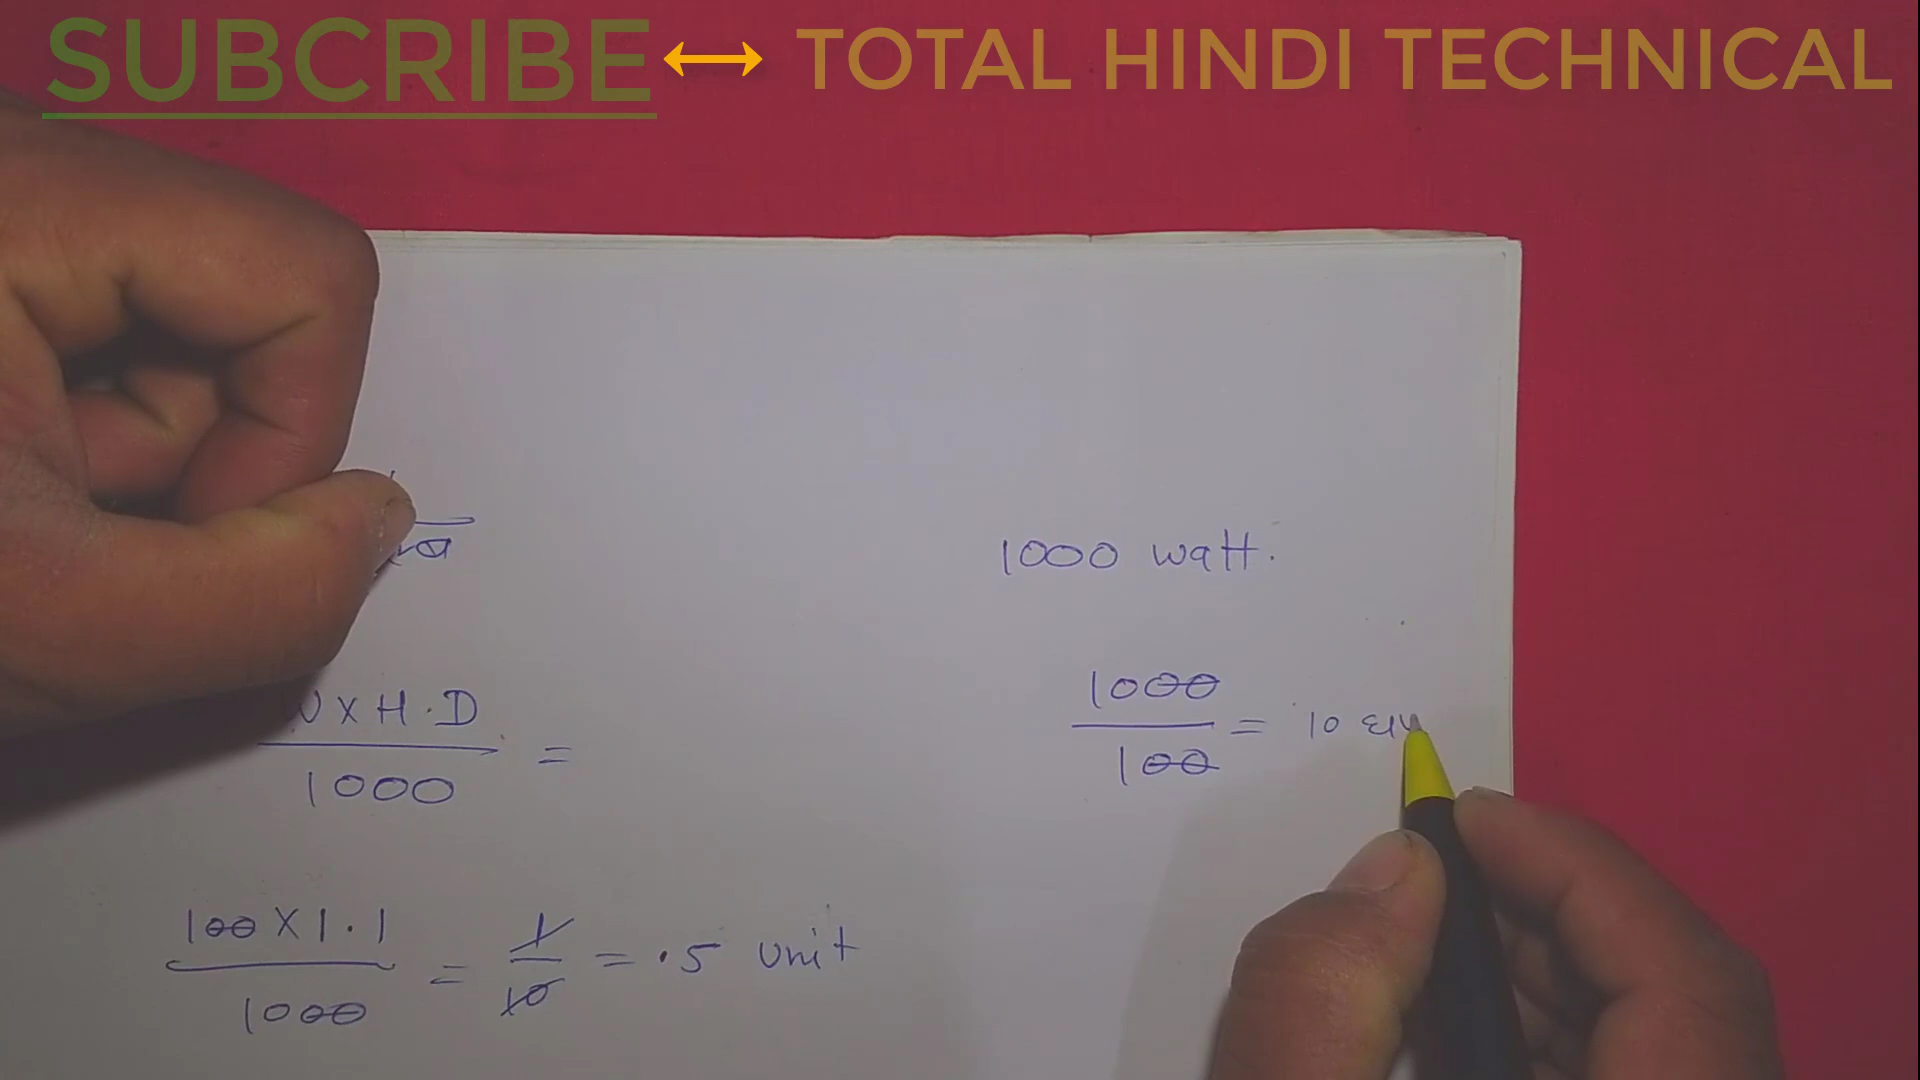 SUBCRIBE ↔ TOTAL HINDI TECHNICAL
1000 watt.
X H.D
1000
=
1000
100
= 10
100 X 1.1
1000
= 1
10
= .5 unit